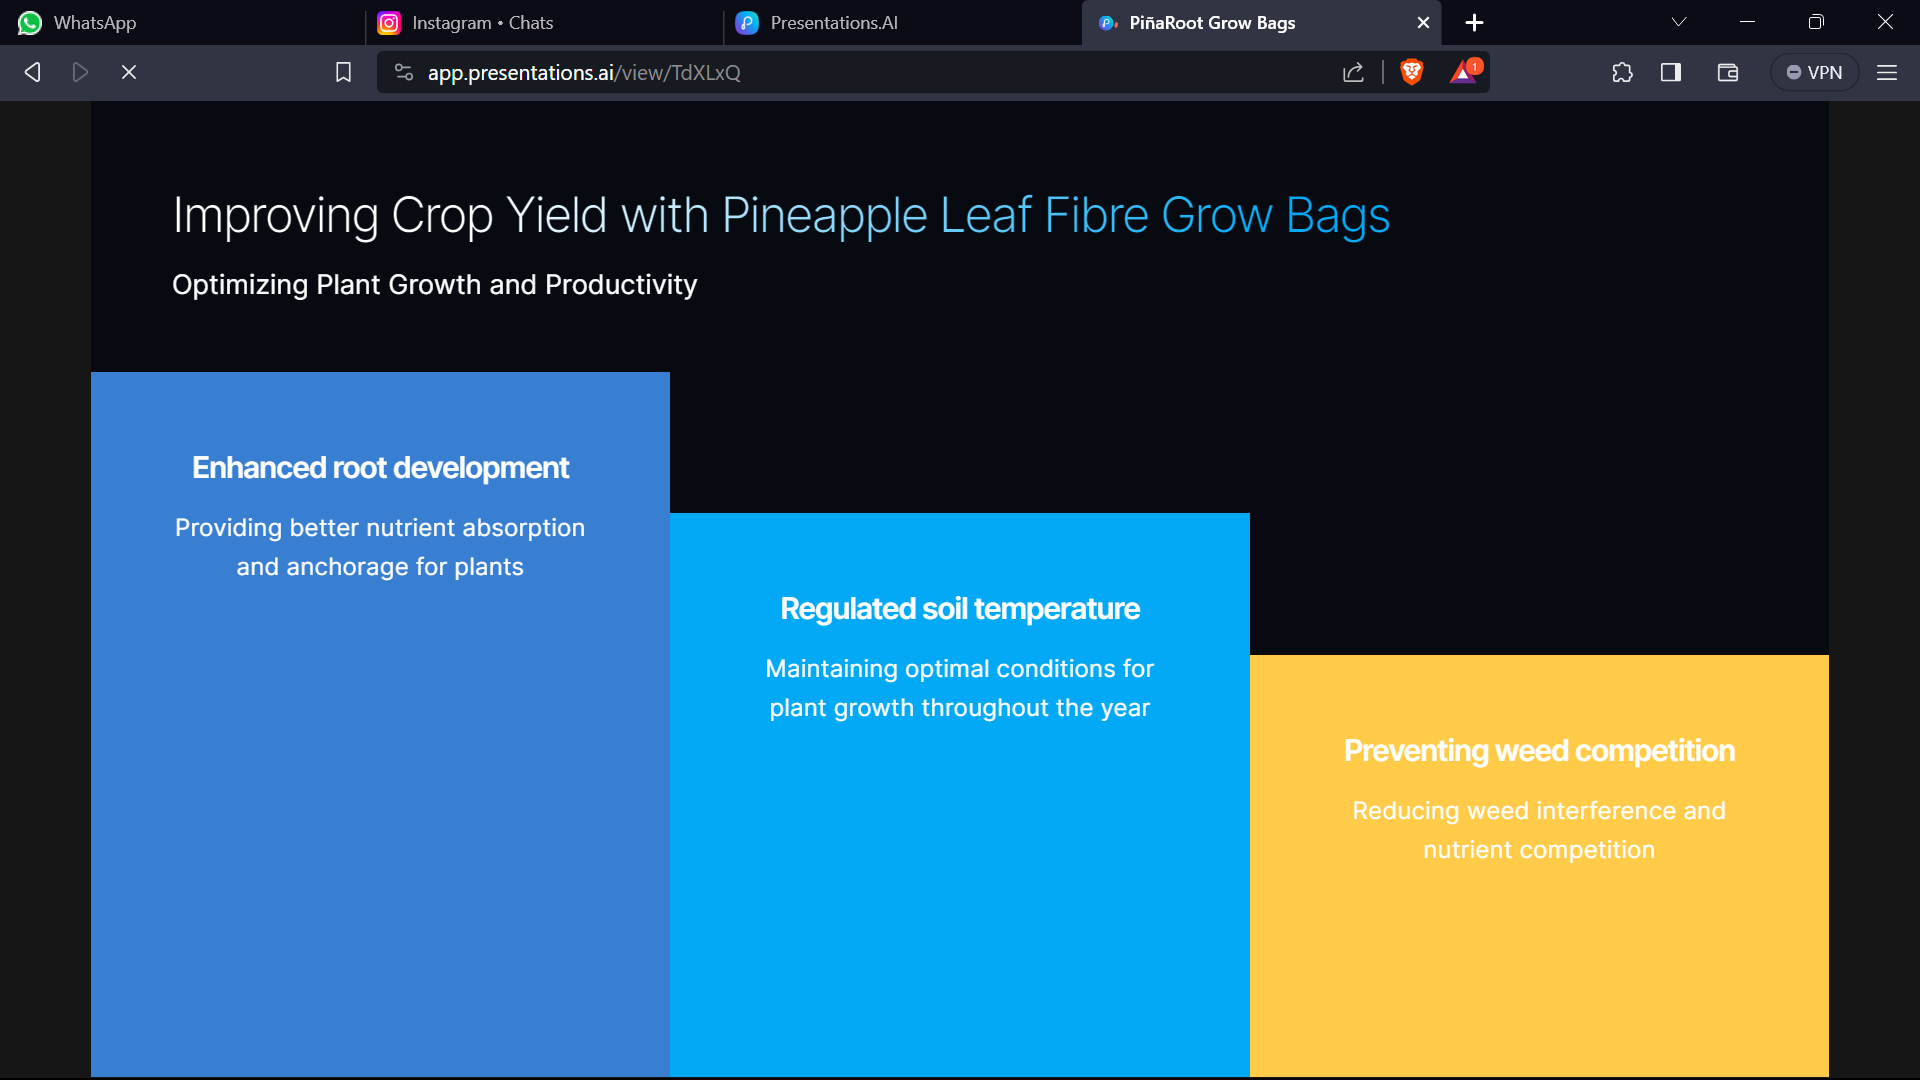 WhatsApp
Instagram • Chats
Presentations.AI
PiñaRoot Grow Bags
app.presentations.ai/view/TdXLxQ
1
VPN
Improving Crop Yield with Pineapple Leaf Fibre Grow Bags
Optimizing Plant Growth and Productivity
Enhanced root development
Providing better nutrient absorption
and anchorage for plants
Regulated soil temperature
Maintaining optimal conditions for
plant growth throughout the year
Preventing weed competition
Reducing weed interference and
nutrient competition